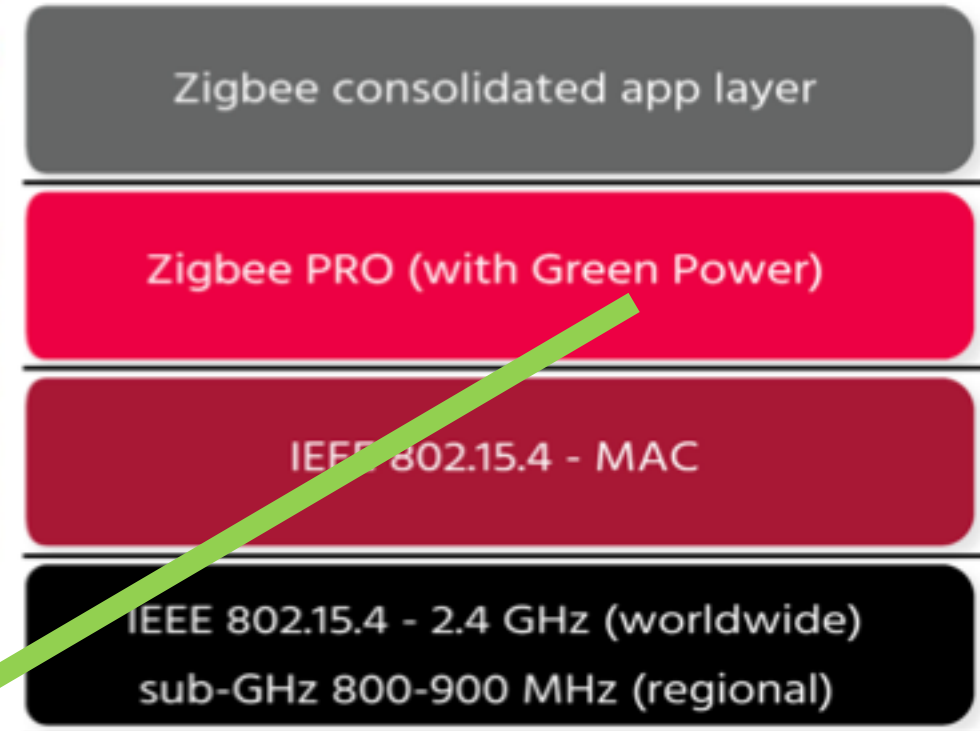 Zigbee consolidated app layer
Zigbee PRO (with Green Power)
IEEE 802.15.4 - MAC
IEEE 802.15.4 - 2.4 GHz (worldwide)
sub-GHz 800-900 MHz (regional)